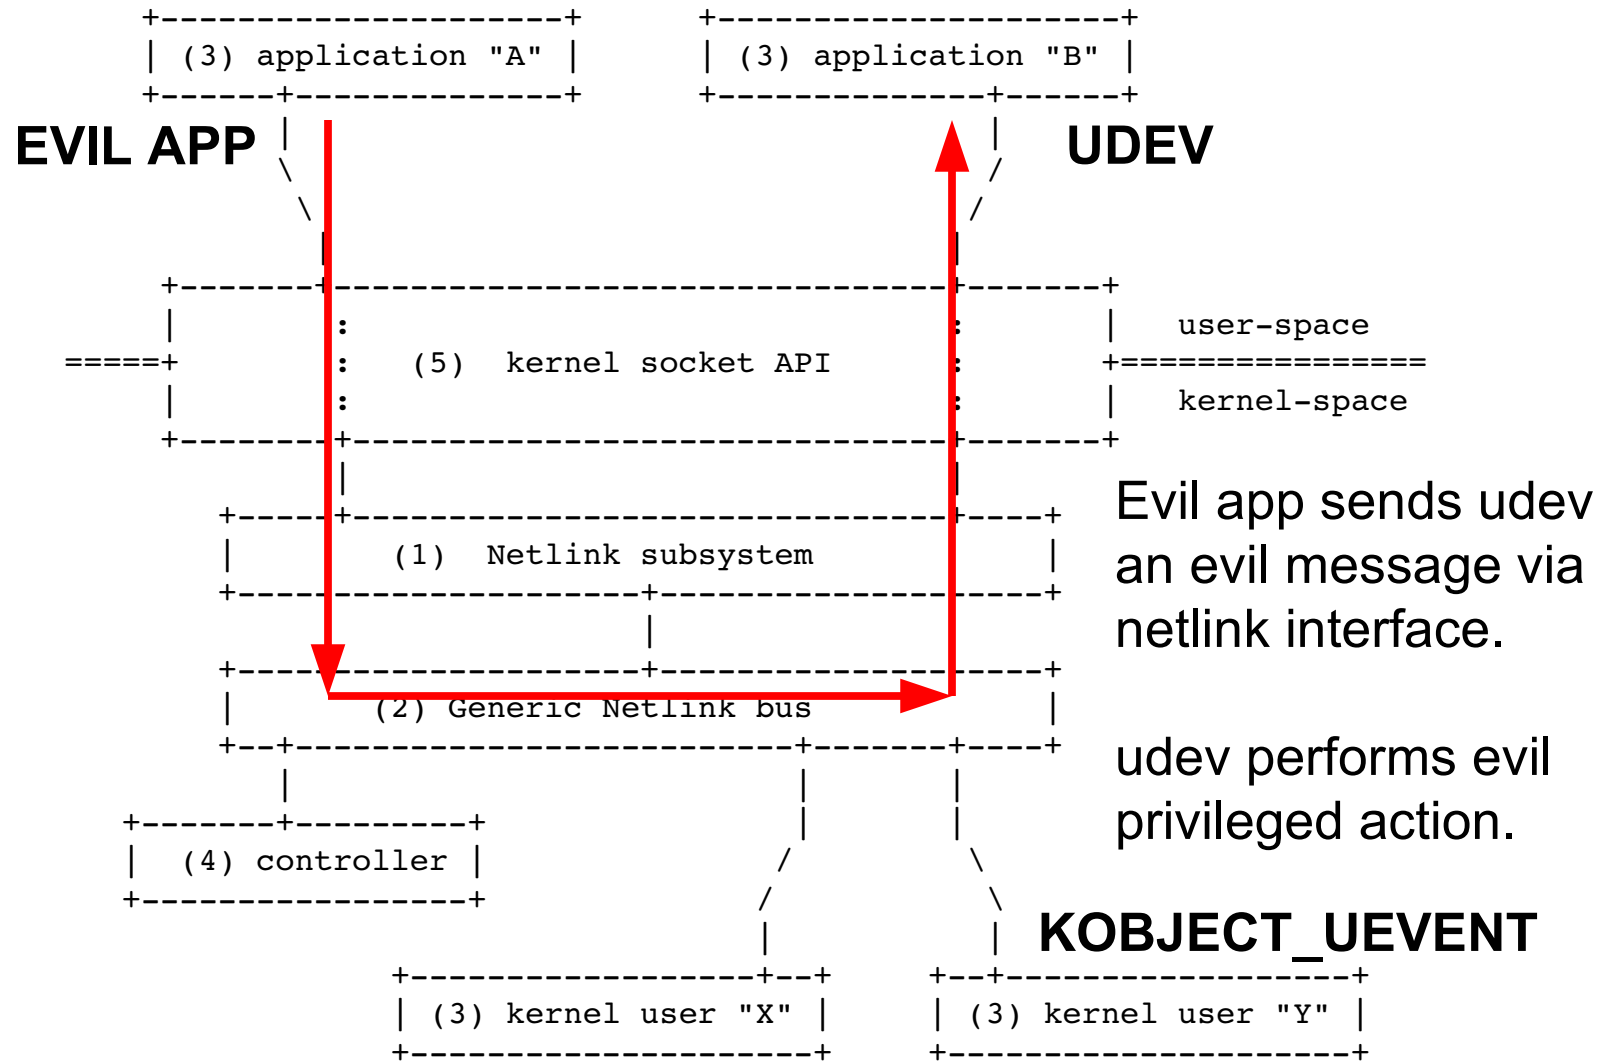 (3) application "A"
(3) application "B"
EVIL APP
UDEV
user-space
(5) kernel socket API
kernel-space
(1) Netlink subsystem
Evil app sends udev
an evil message via
netlink interface.
(2) Generic Netlink bus
udev performs evil
privileged action.
(4) controller
KOBJECT_UEVENT
(3) kernel user "X"
(3) kernel user "Y"